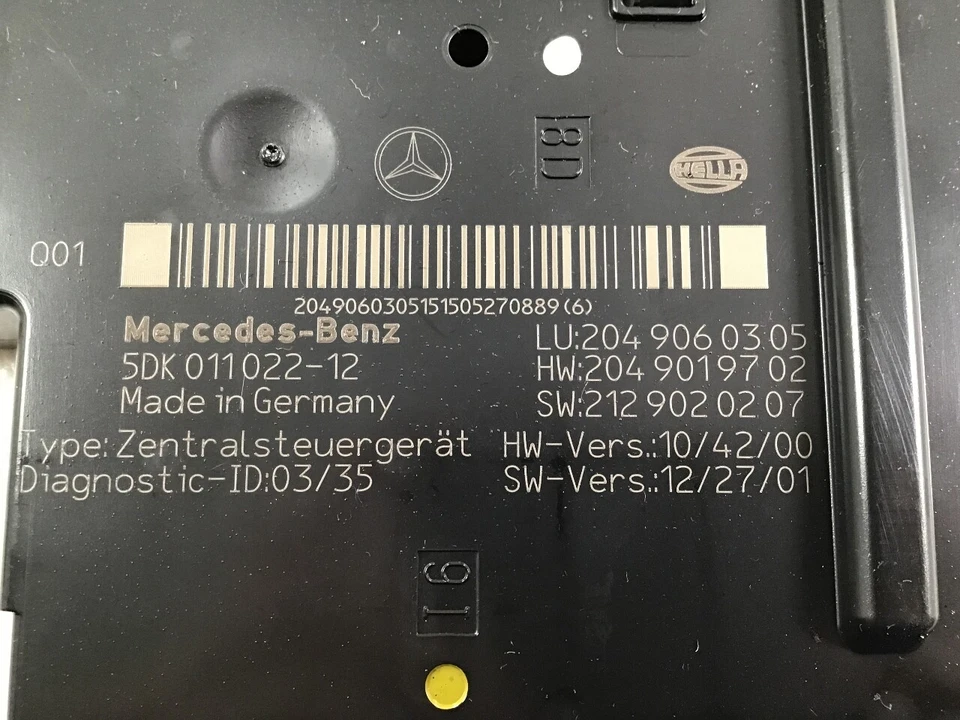 8D
HELLA
Q01
2049060305151505270889(6)
Mercedes-Benz
LU:204 906 03 05
5DK 011 022-12
HW:204 901 97 02
Made in Germany
SW:212 902 02 07
Type: Zentralsteuergerät
HW-Vers.:10/42/00
Diagnostic-ID:03/35
SW-Vers.:12/27/01
16